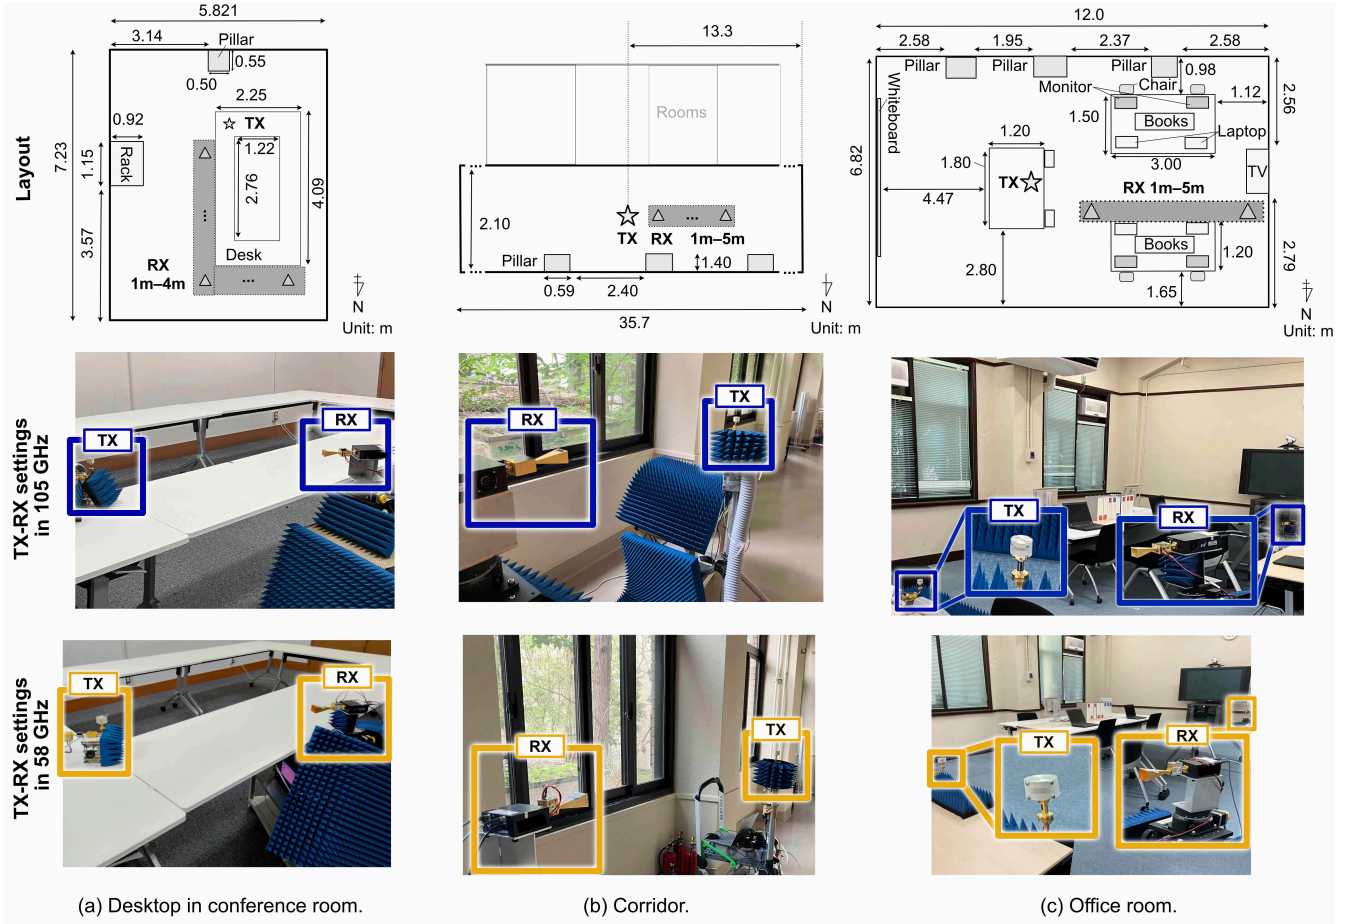 Layout
5.821
3.14
Pillar
0.55
0.50
2.25
TX
0.92
1.22
Rack
1.15
7.23
2.76
4.09
3.57
Desk
RX
1m–4m
...
...
N
Unit: m
13.3
Rooms
2.10
...
TX
RX
1m–5m
Pillar
1.40
0.59
2.40
35.7
N
Unit: m
12.0
2.58
1.95
2.37
2.58
Pillar
Pillar
Pillar
0.98
Monitor
Chair
1.12
2.56
Whiteboard
1.50
Books
Laptop
1.20
3.00
6.82
1.80
TX
TV
4.47
RX 1m–5m
...
Books
1.20
2.79
2.80
1.65
N
Unit: m
TX-RX settings
in 105 GHz
TX
RX
RX
TX
TX
RX
TX-RX settings
in 58 GHz
TX
RX
RX
TX
TX
RX
(a) Desktop in conference room.
(b) Corridor.
(c) Office room.